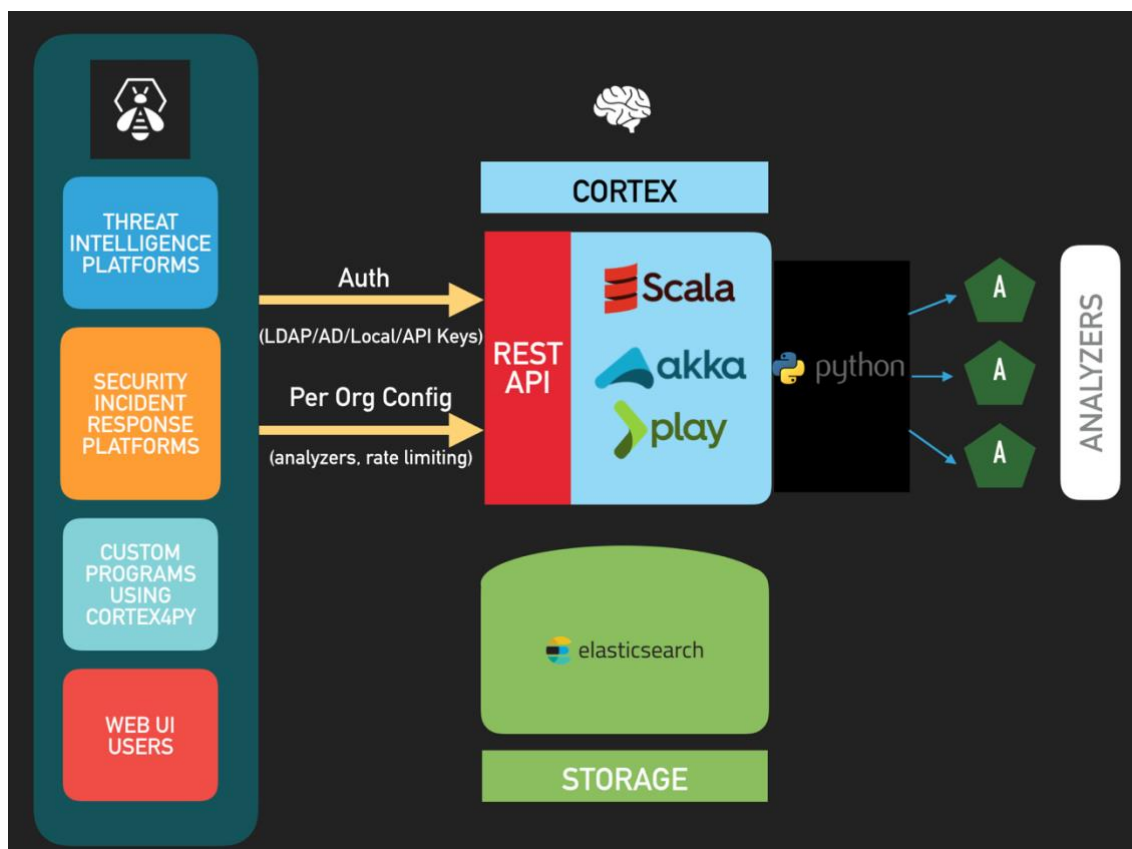 THREAT
INTELLIGENCE
PLATFORMS
SECURITY
INCIDENT
RESPONSE
PLATFORMS
CUSTOM
PROGRAMS
USING
CORTEX4PY
WEB UI
USERS
Auth
(LDAP/AD/Local/API Keys)
Per Org Config
(analyzers, rate limiting)
CORTEX
REST
API
Scala
akka
play
python
A
A
A
ANALYZERS
elasticsearch
STORAGE